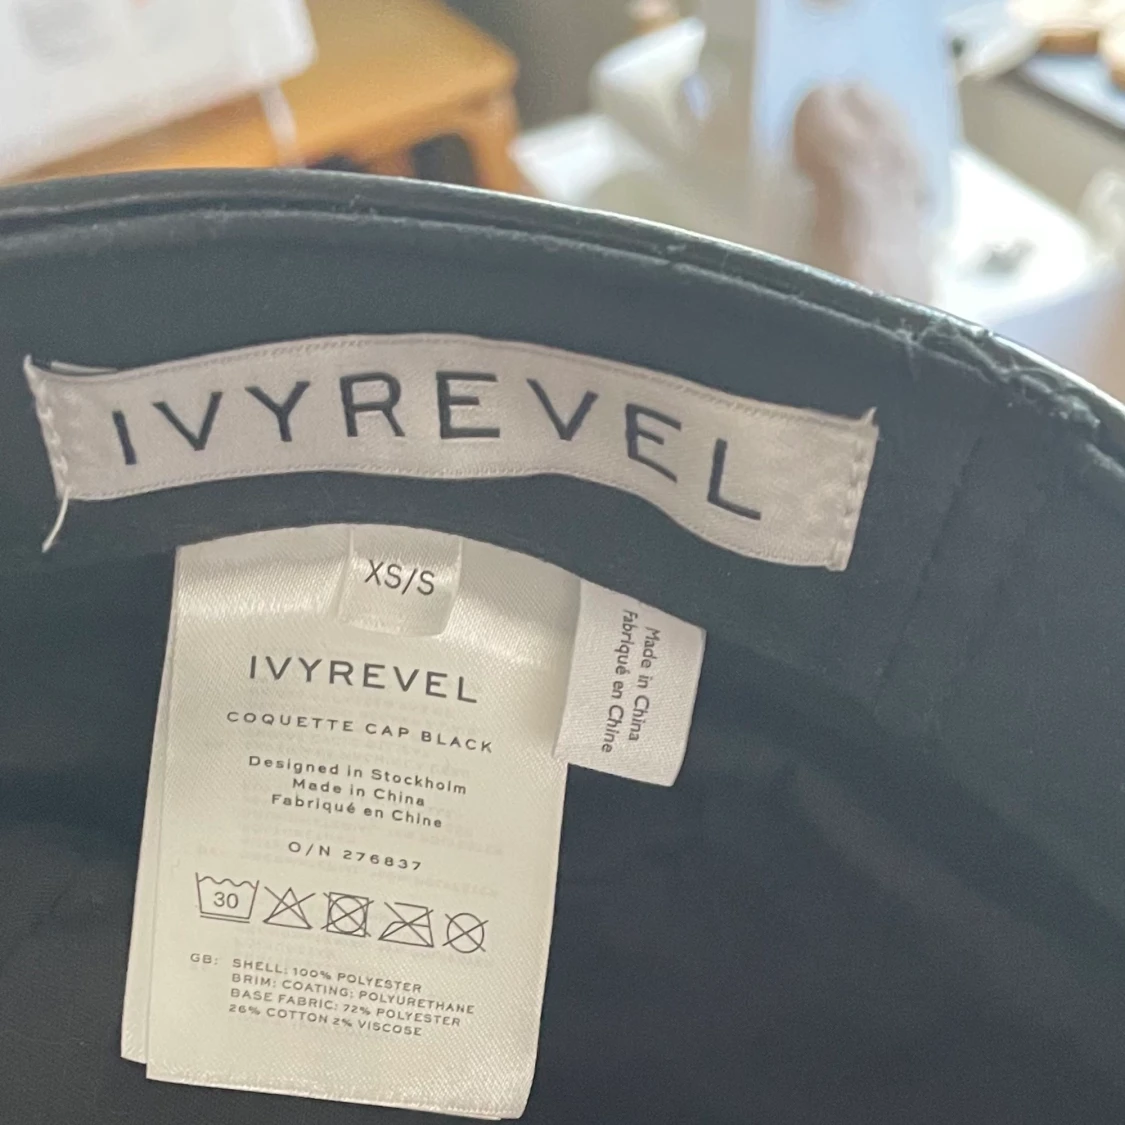 IVYREVEL
XS/S
IVYREVEL
COQUETTE CAP BLACK
Designed in Stockholm
Made in China
Fabriqué en Chine
O/N 276837
30
GB: SHELL: 100% POLYESTER
BRIM: COATING: POLYURETHANE
BASE FABRIC: 72% POLYESTER
26% COTTON 2% VISCOSE
Made in China
Fabriqué en Chine